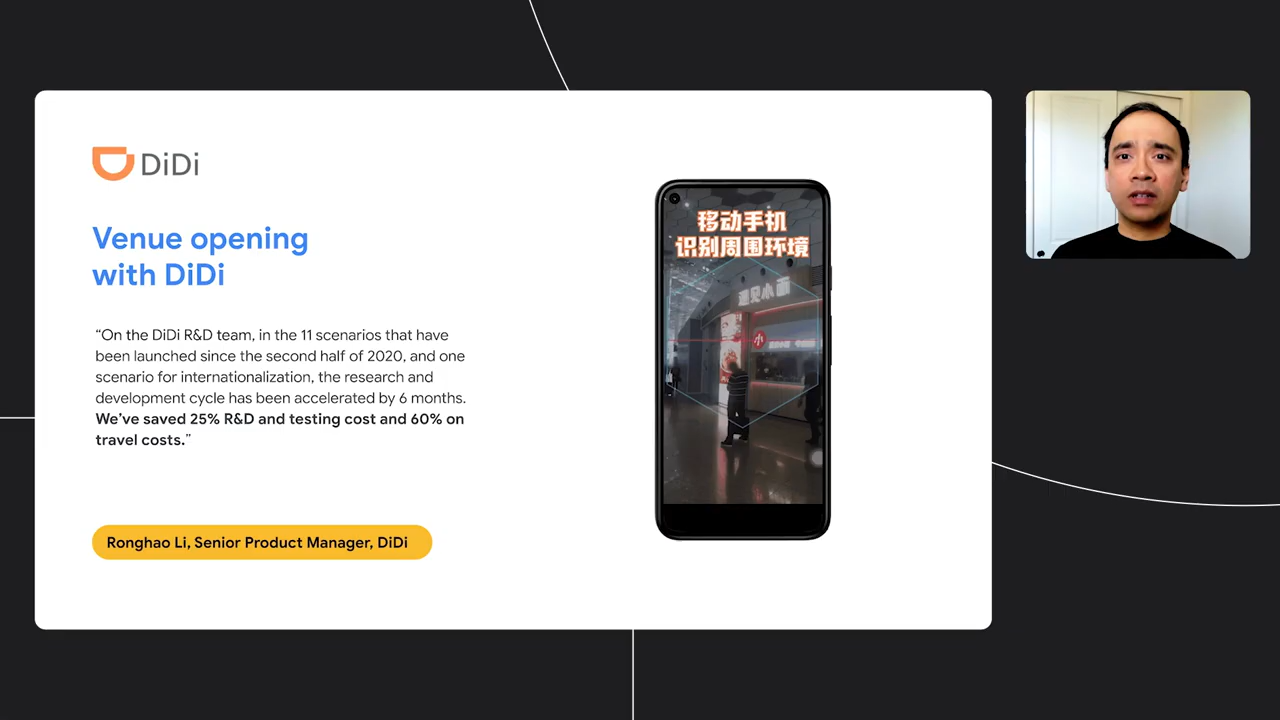 DiDi
Venue opening
with DiDi
“On the DiDi R&D team, in the 11 scenarios that have
been launched since the second half of 2020, and one
scenario for internationalization, the research and
development cycle has been accelerated by 6 months.
We’ve saved 25% R&D and testing cost and 60% on
travel costs.”
Ronghao Li, Senior Product Manager, DiDi
移动手机
识别周围环境
遇见小面
小